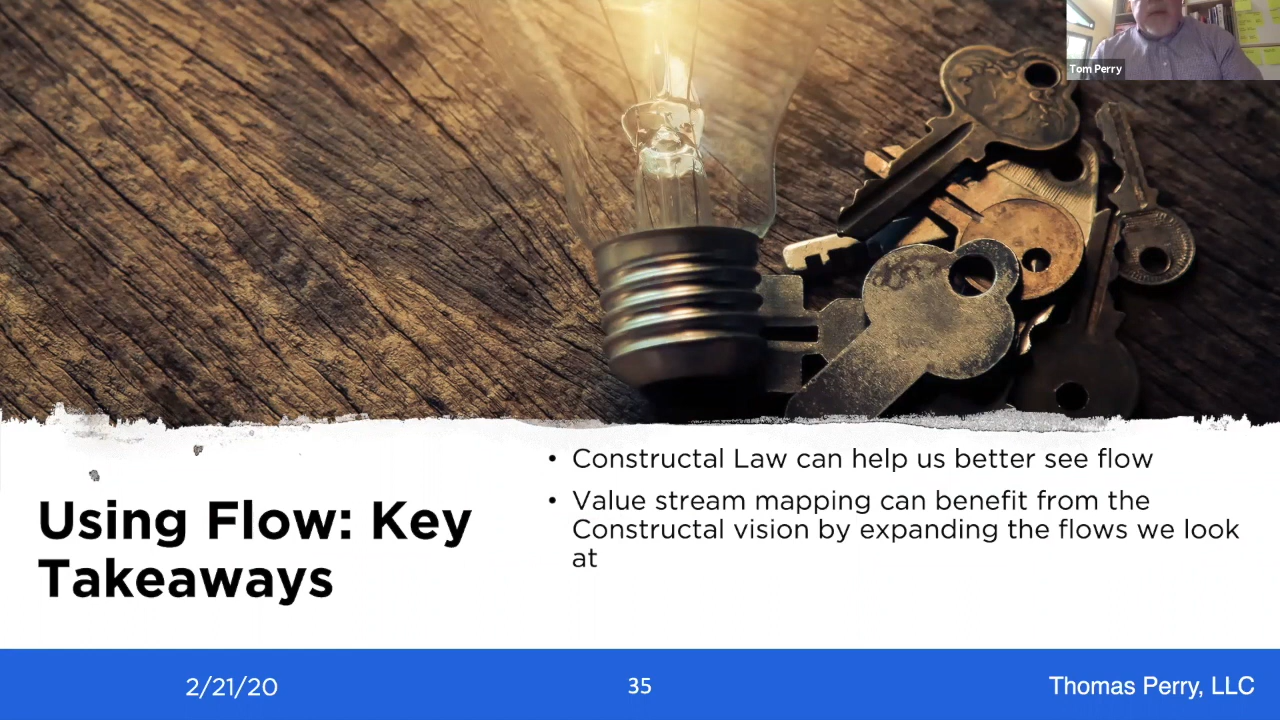 Tom Perry
Using Flow: Key
Takeaways
• Constructal Law can help us better see flow
• Value stream mapping can benefit from the
Constructal vision by expanding the flows we look
at
2/21/20
35
Thomas Perry, LLC